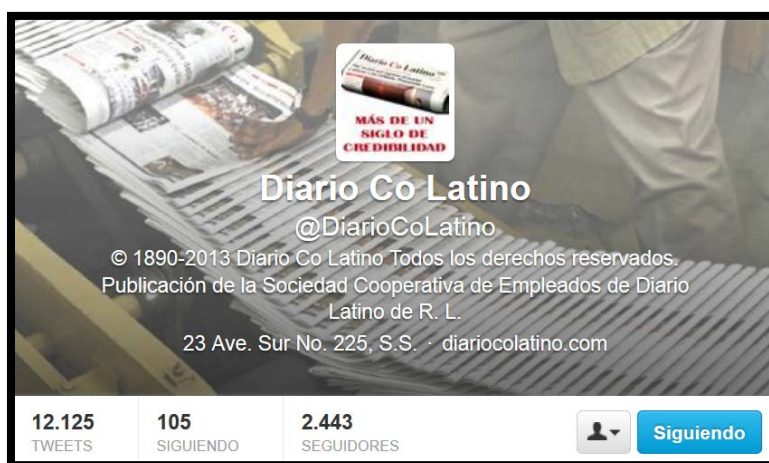 Diario Co Latino
MÁS DE UN
SIGLO DE
CREDIBILIDAD
Diario Co Latino
@DiarioCoLatino
© 1890-2013 Diario Co Latino Todos los derechos reservados.
Publicación de la Sociedad Cooperativa de Empleados de Diario
Latino de R. L.
23 Ave. Sur No. 225, S.S. · diariocolatino.com
12.125 105 2.443
TWEETS SIGUIENDO SEGUIDORES
Siguiendo